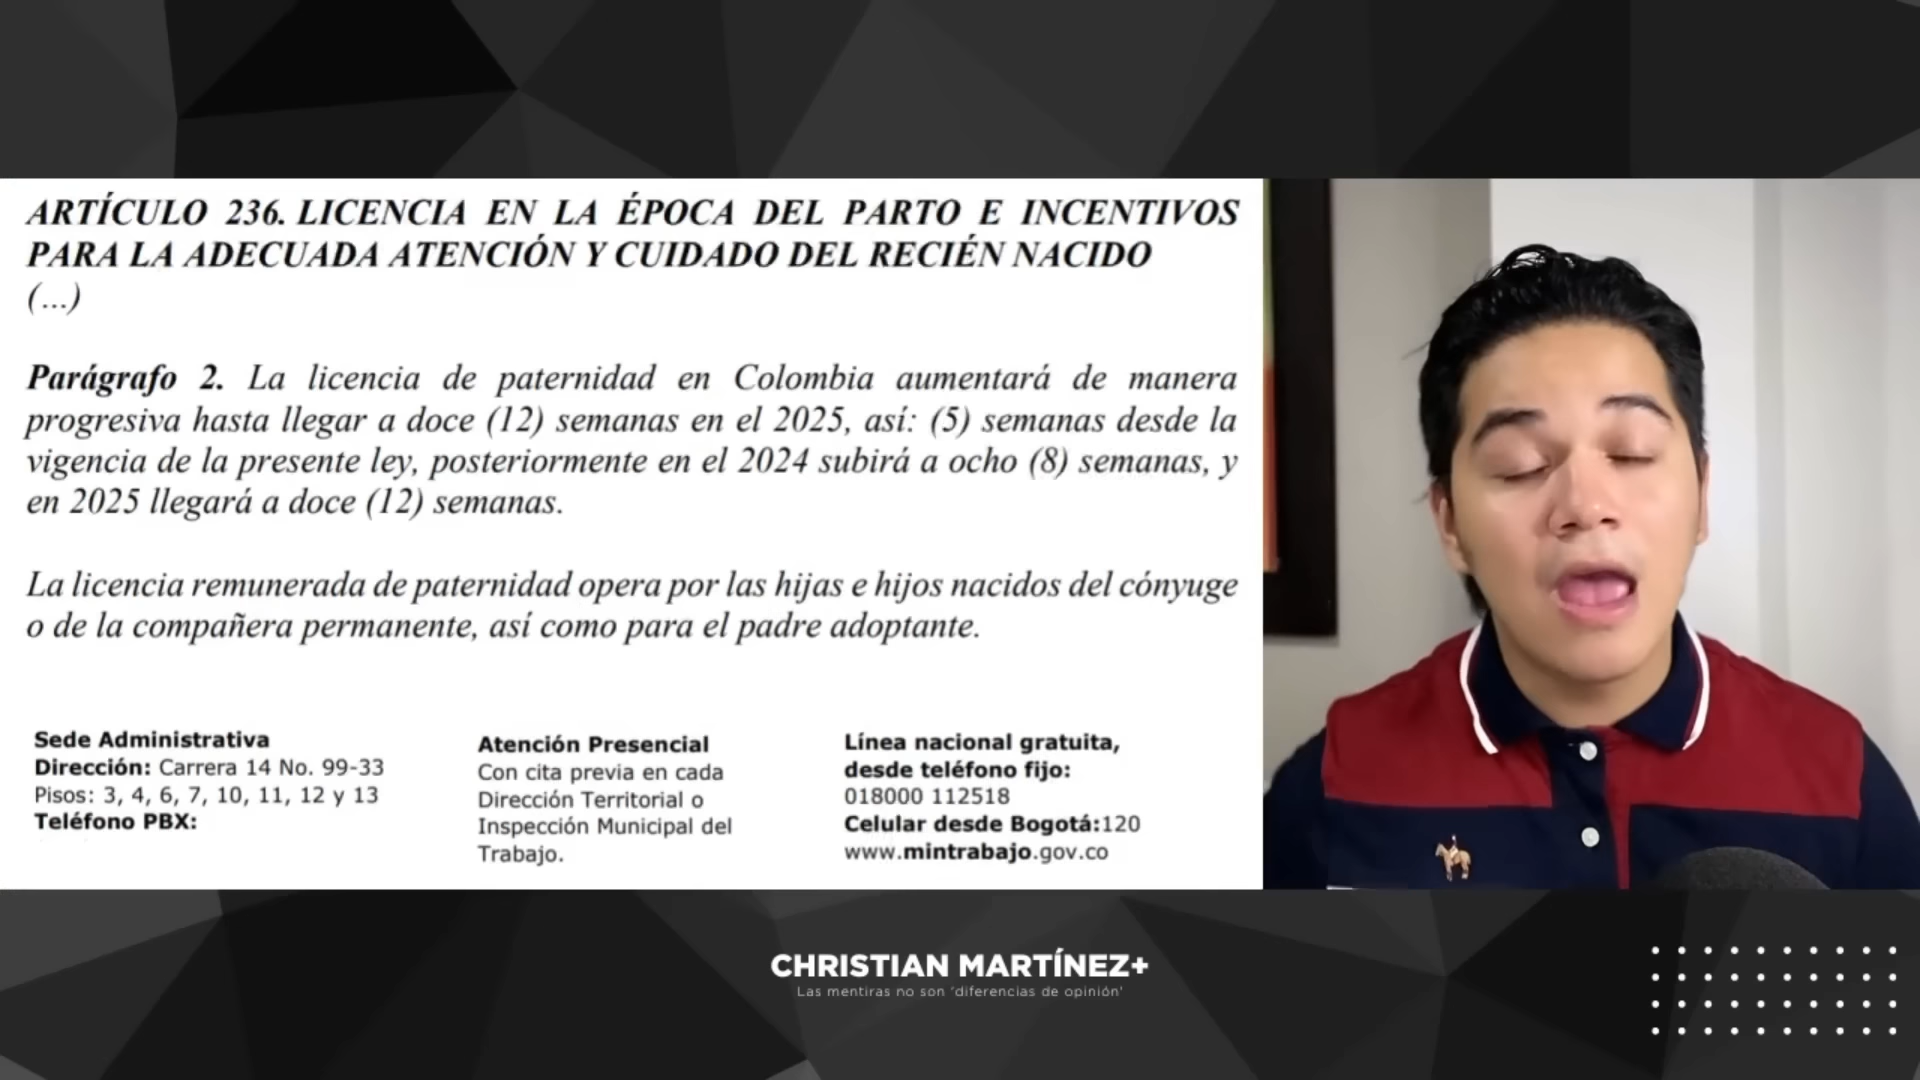 ARTÍCULO 236. LICENCIA EN LA ÉPOCA DEL PARTO E INCENTIVOS
PARA LA ADECUADA ATENCIÓN Y CUIDADO DEL RECIÉN NACIDO
(...)
Parágrafo 2. La licencia de paternidad en Colombia aumentará de manera
progresiva hasta llegar a doce (12) semanas en el 2025, así: (5) semanas desde la
vigencia de la presente ley, posteriormente en el 2024 subirá a ocho (8) semanas, y
en 2025 llegará a doce (12) semanas.
La licencia remunerada de paternidad opera por las hijas e hijos nacidos del cónyuge
o de la compañera permanente, así como para el padre adoptante.
Sede Administrativa
Dirección: Carrera 14 No. 99-33
Pisos: 3, 4, 6, 7, 10, 11, 12 y 13
Teléfono PBX:
Atención Presencial
Con cita previa en cada
Dirección Territorial o
Inspección Municipal del
Trabajo.
Línea nacional gratuita,
desde teléfono fijo:
018000 112518
Celular desde Bogotá:120
www.mintrabajo.gov.co
CHRISTIAN MARTÍNEZ+
Las mentiras no son 'diferencias de opinión'